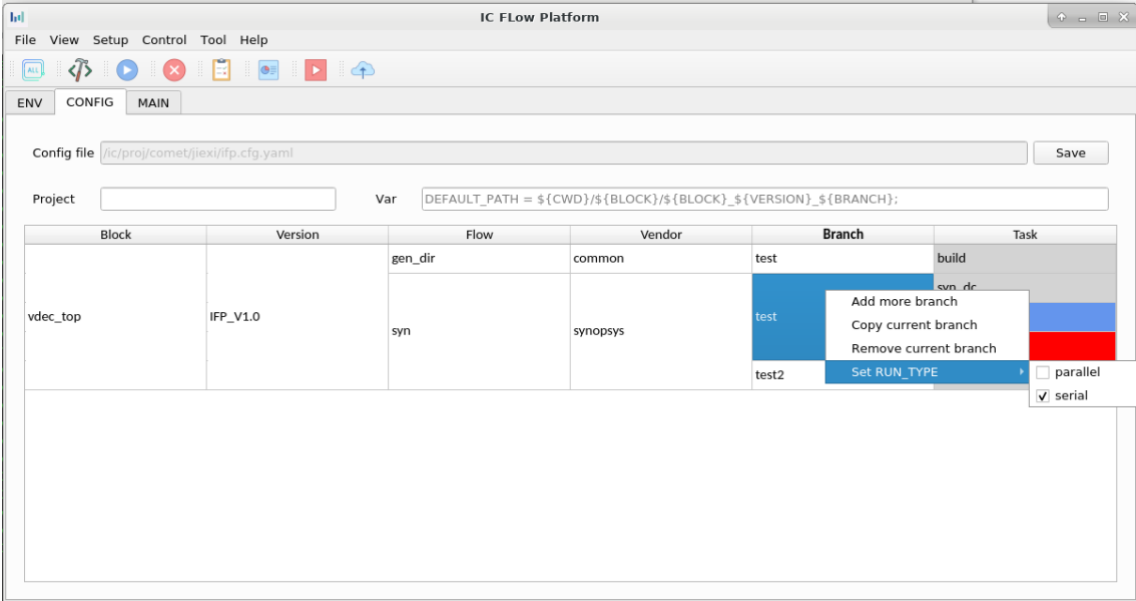 IC FLow Platform
File View Setup Control Tool Help
ALL
ENV CONFIG MAIN
Config file /ic/proj/comet/jiexi/ifp.cfg.yaml Save
Project Var DEFAULT_PATH = ${CWD}/${BLOCK}/${BLOCK}_${VERSION}_${BRANCH};
Block Version Flow Vendor Branch Task
gen_dir common test build
syn_dc
Add more branch
vdec_top IFP_V1.0 test
Copy current branch
syn synopsys
Remove current branch
test2 Set RUN_TYPE parallel
serial